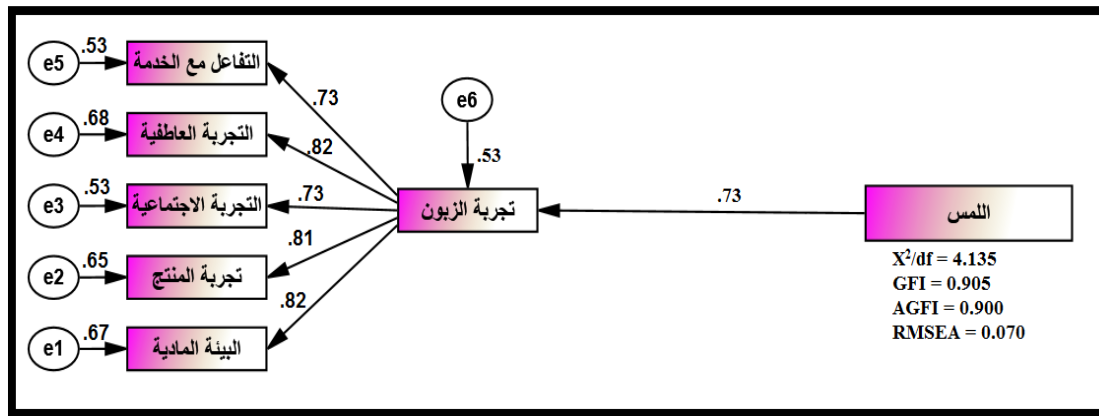 e5
.53
التفاعل مع الخدمة
.73
e4
.68
التجربة العاطفية
.82
e3
.53
التجربة الاجتماعية
.73
e2
.65
تجربة المنتج
.81
e1
.67
البيئة المادية
.82
e6
.53
تجربة الزبون
.73
اللمس
X²/df = 4.135
GFI = 0.905
AGFI = 0.900
RMSEA = 0.070